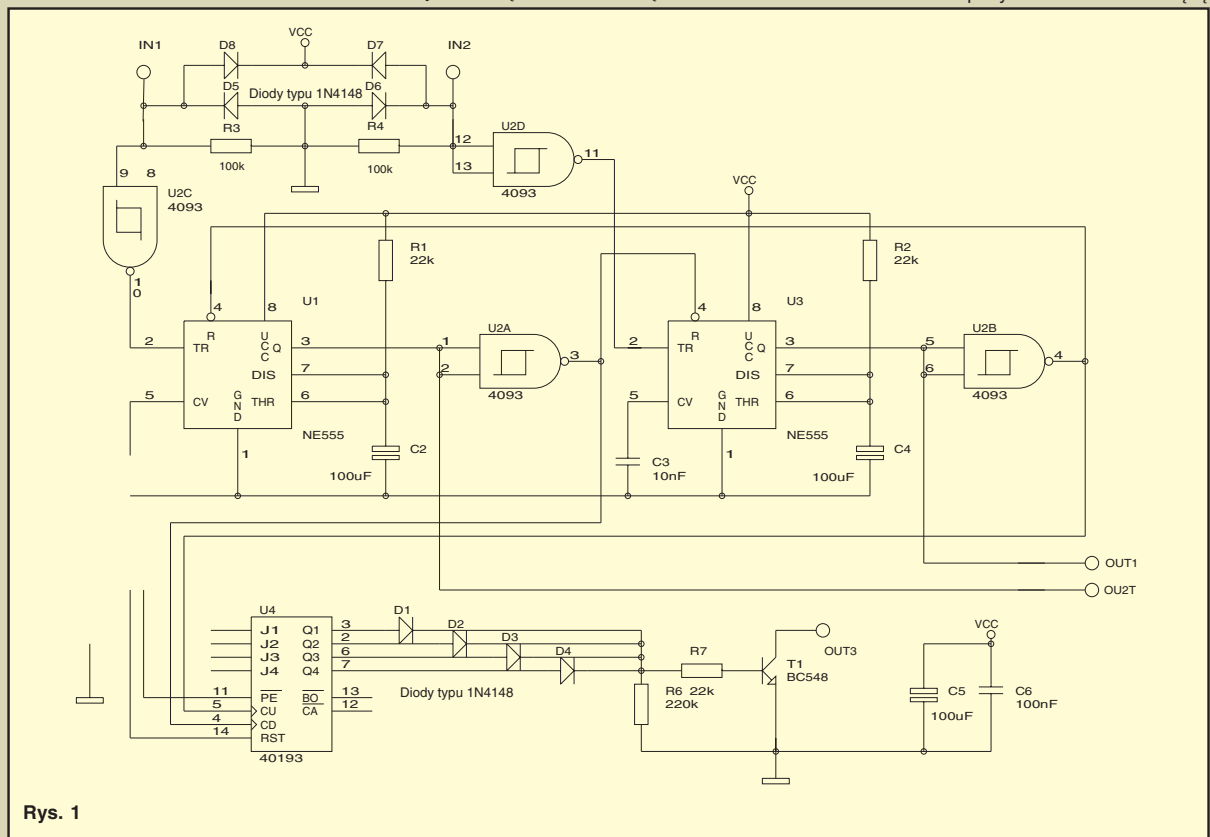 VCC
IN1
D8
D7
IN2
D5
Diody typu 1N4148
D6
R3
R4
U2D
12
11
100k
100k
13
9
8
4093
U2C
4093
VCC
R1
22k
R2
22k
1
0
4
8
U1
4
8
U3
2
TR
R
UCC
Q
3
1
U2A
3
2
TR
R
UCC
Q
3
5
U2B
4
DIS
7
2
DIS
7
6
5
CV
GND
THR
6
4093
5
CV
GND
THR
6
4093
1
NE555
C2
1
NE555
C4
100uF
C3
10nF
100uF
OUT1
OU2T
U4
D1
J1
Q1
3
D2
J2
Q2
2
D3
J3
Q3
6
D4
J4
Q4
7
R7
OUT3
VCC
T1
BC548
11
PE
BO
13
Diody typu 1N4148
R6
22k
220k
5
CU
CA
12
4
CD
14
RST
C5
100uF
C6
100nF
40193
Rys. 1